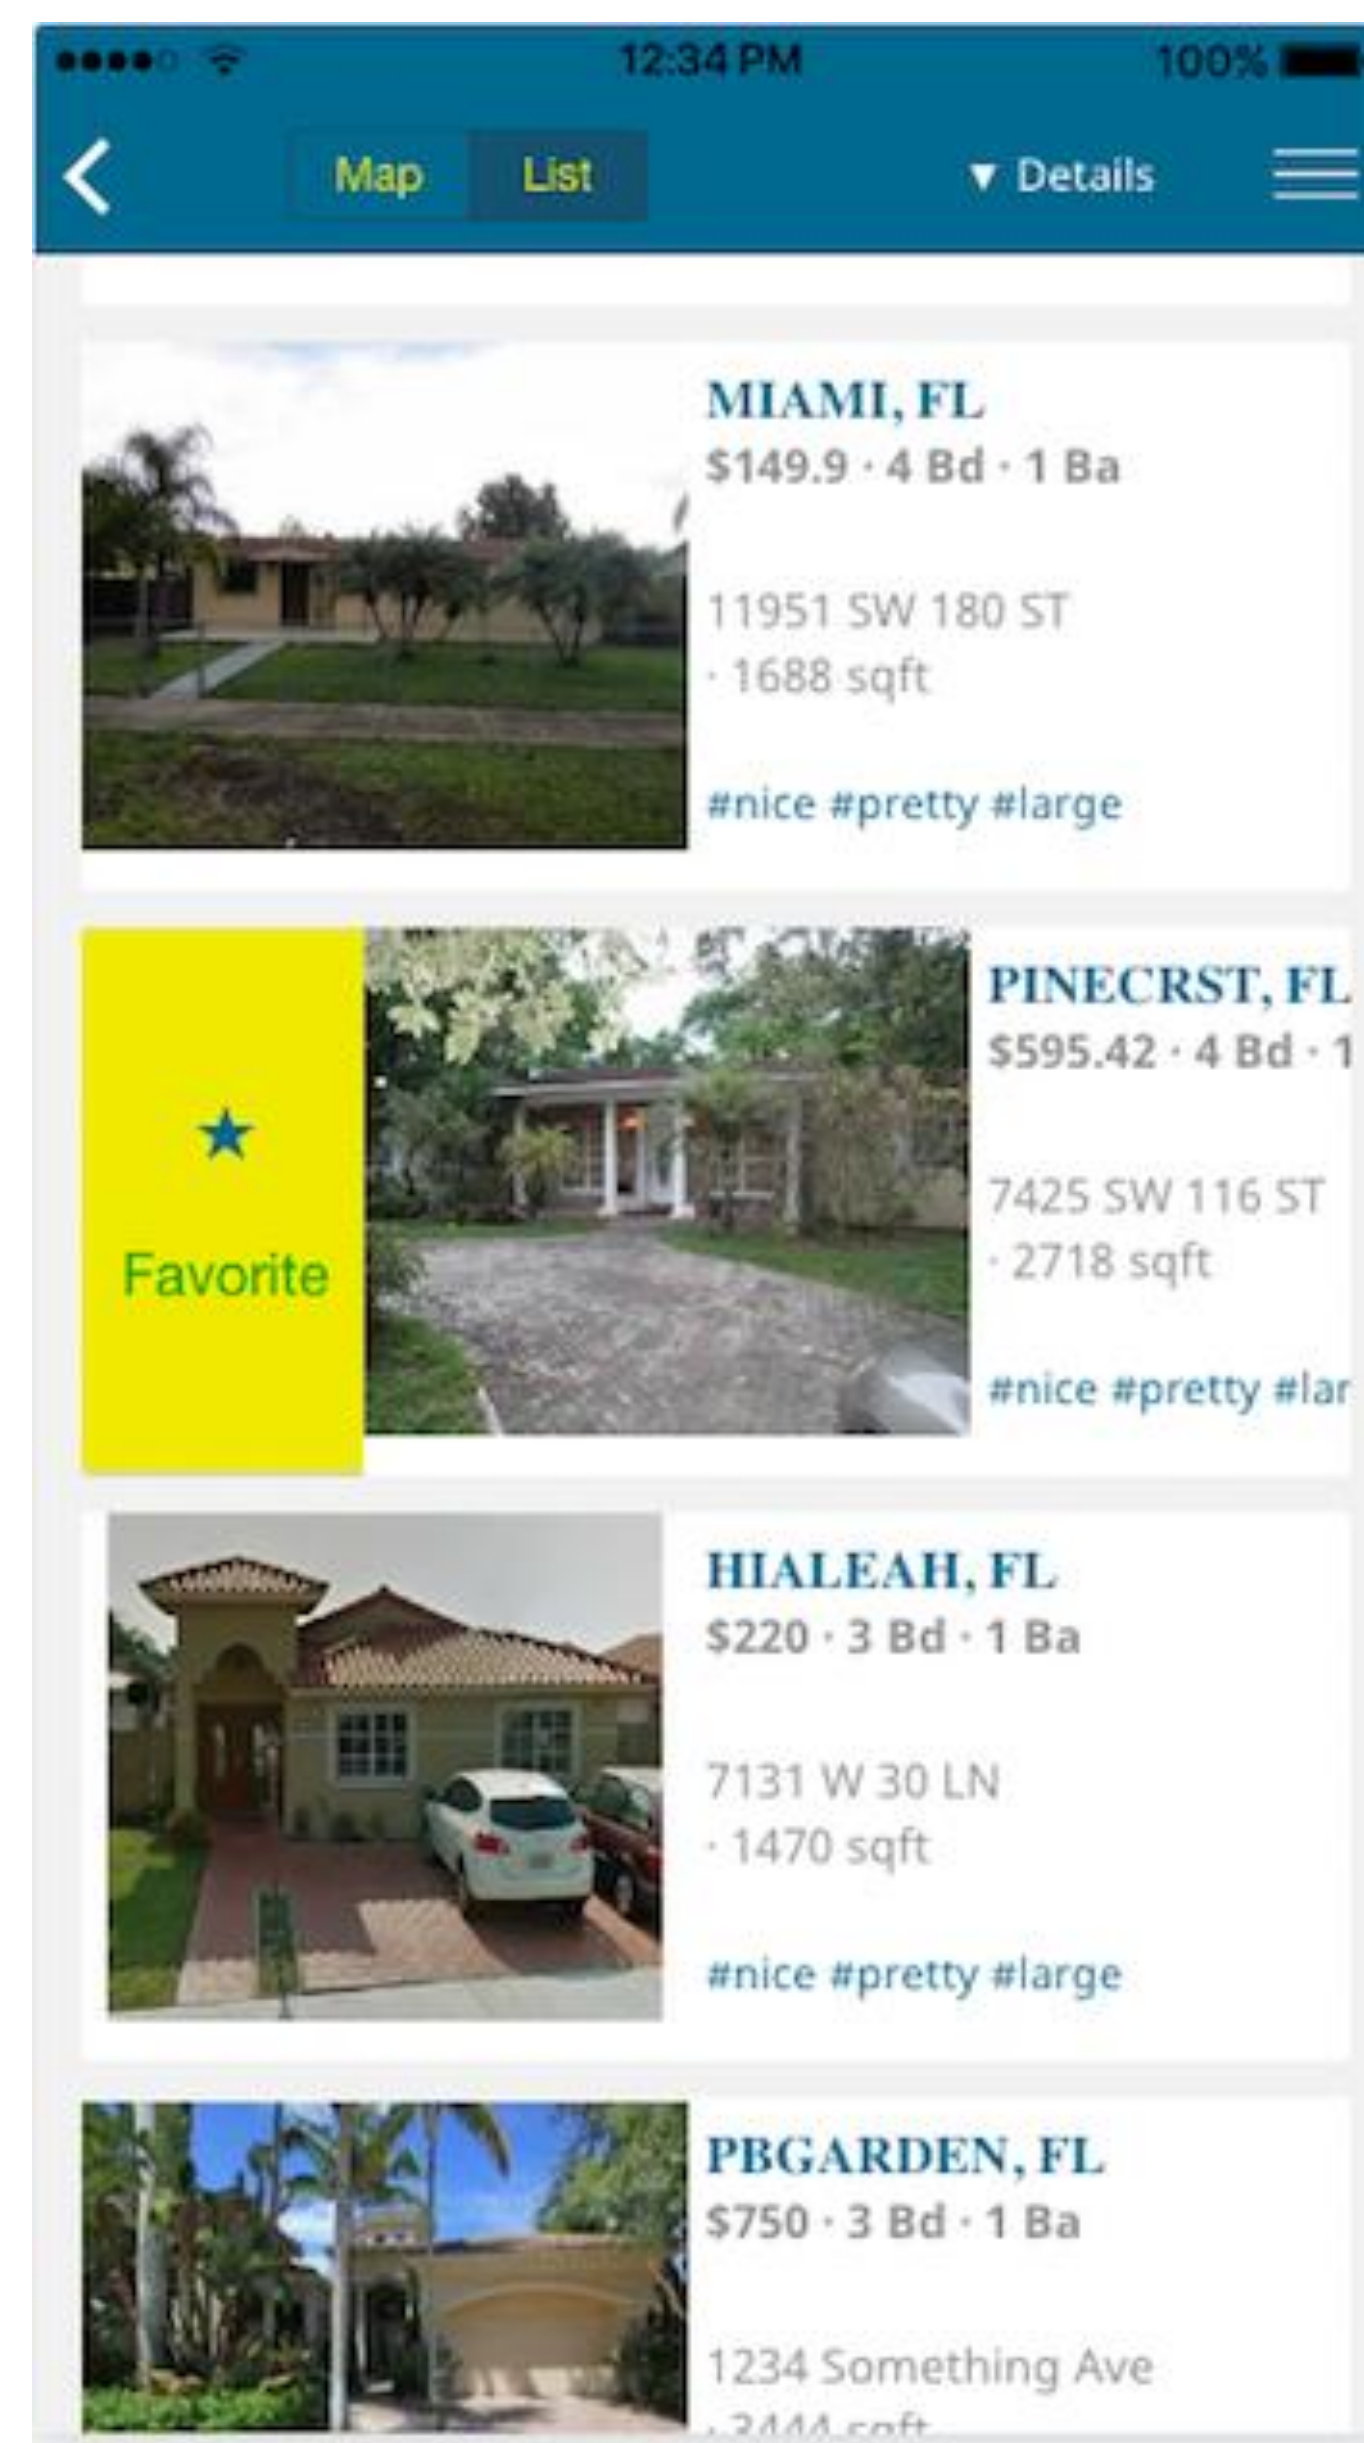 12:34 PM 100%
Map List ▼ Details
MIAMI, FL
$149.9 · 4 Bd · 1 Ba
11951 SW 180 ST
· 1688 sqft
#nice #pretty #large
★
Favorite
PINECRST, FL
$595.42 · 4 Bd · 1
7425 SW 116 ST
· 2718 sqft
#nice #pretty #lar
HIALEAH, FL
$220 · 3 Bd · 1 Ba
7131 W 30 LN
· 1470 sqft
#nice #pretty #large
PBGARDEN, FL
$750 · 3 Bd · 1 Ba
1234 Something Ave
· 3444 sqft